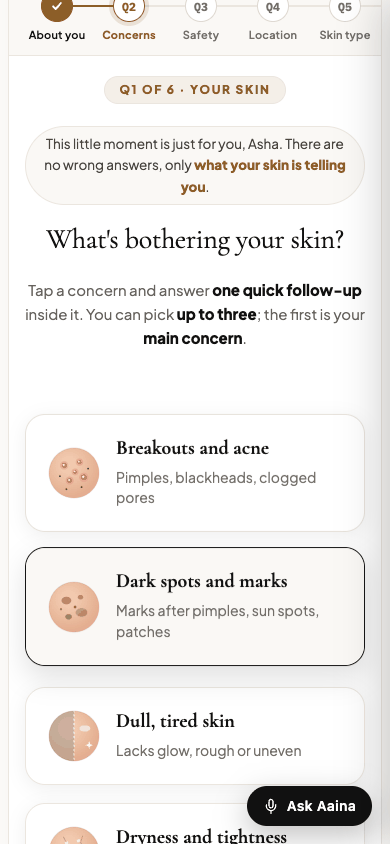 Q2
Q3
Q4
Q5
About you
Concerns
Safety
Location
Skin type
Q1 OF 6 · YOUR SKIN
This little moment is just for you, Asha. There are
no wrong answers, only what your skin is telling
you.
What's bothering your skin?
Tap a concern and answer one quick follow-up
inside it. You can pick up to three; the first is your
main concern.
Breakouts and acne
Pimples, blackheads, clogged
pores
Dark spots and marks
Marks after pimples, sun spots,
patches
Dull, tired skin
Lacks glow, rough or uneven
Ask Aaina
Dryness and tightness